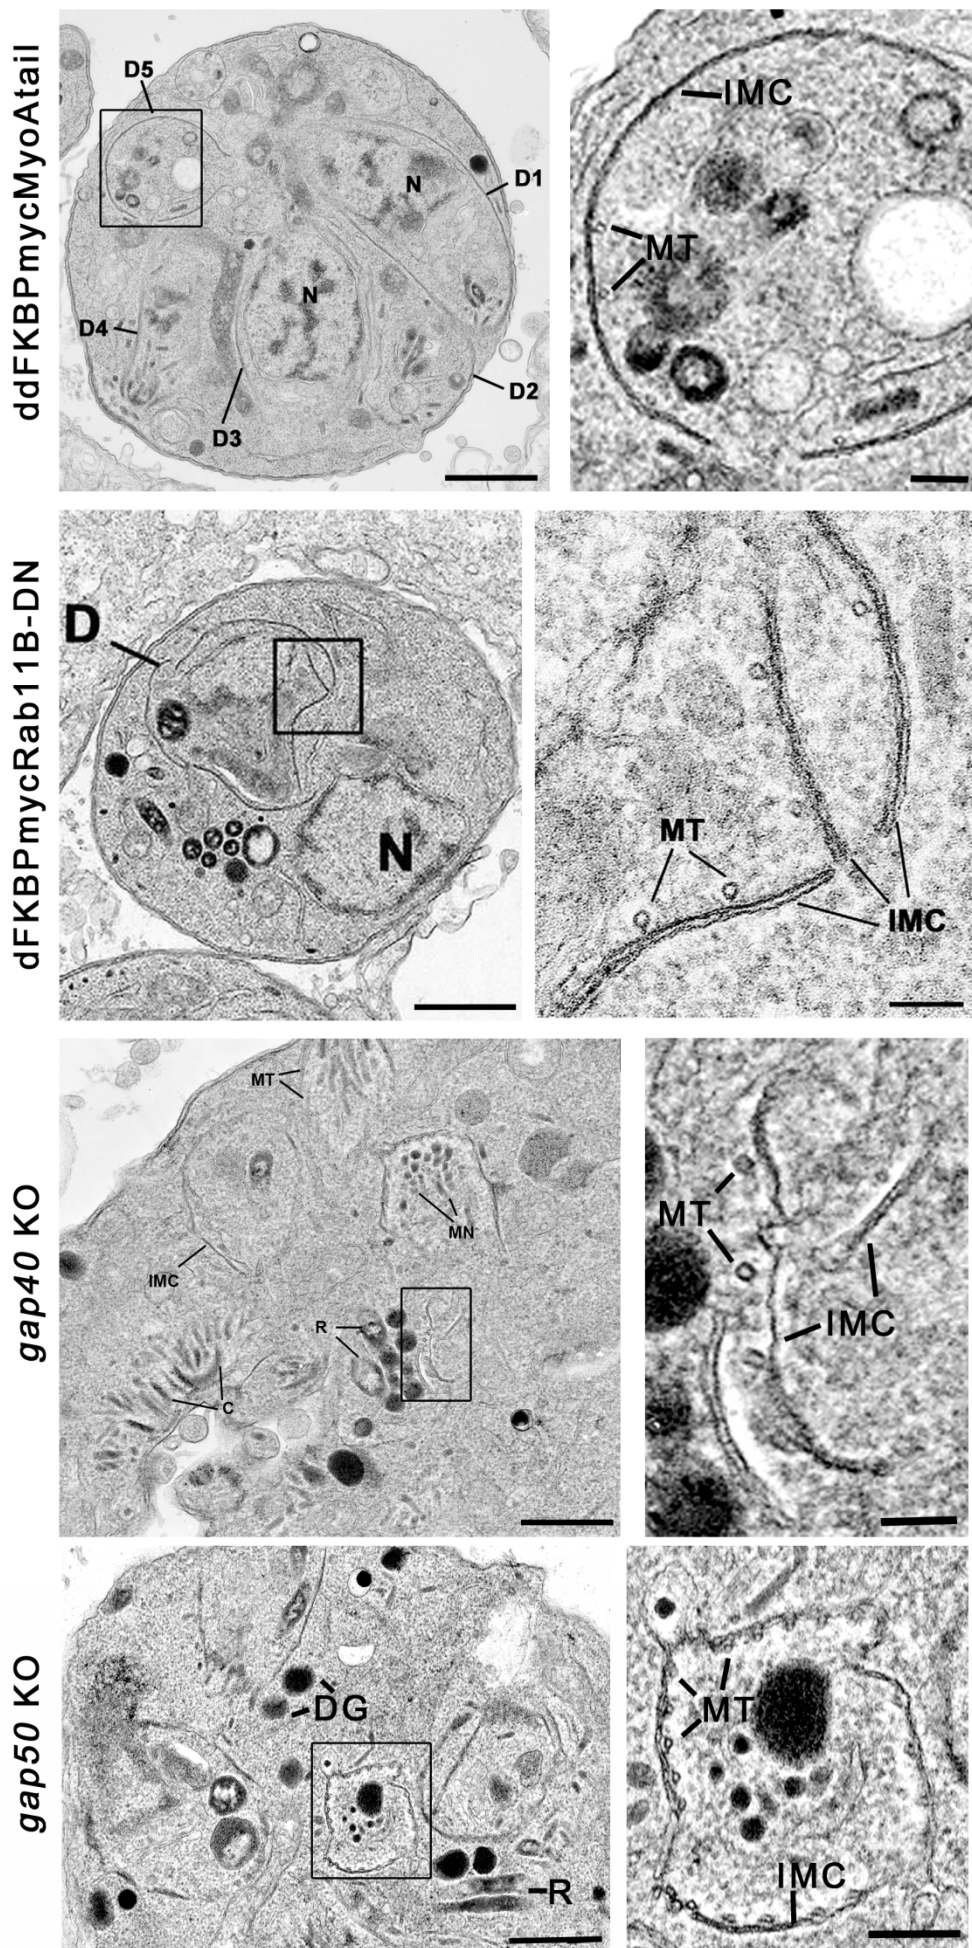 ddFKBPmycMyoAtail
D5
N
D1
N
D4
D2
D3
IMC
MT
dFKBPmycRab11B-DN
D
N
MT
IMC
gap40 KO
MT
MN
IMC
R
C
MT
IMC
gap50 KO
DG
R
MT
IMC